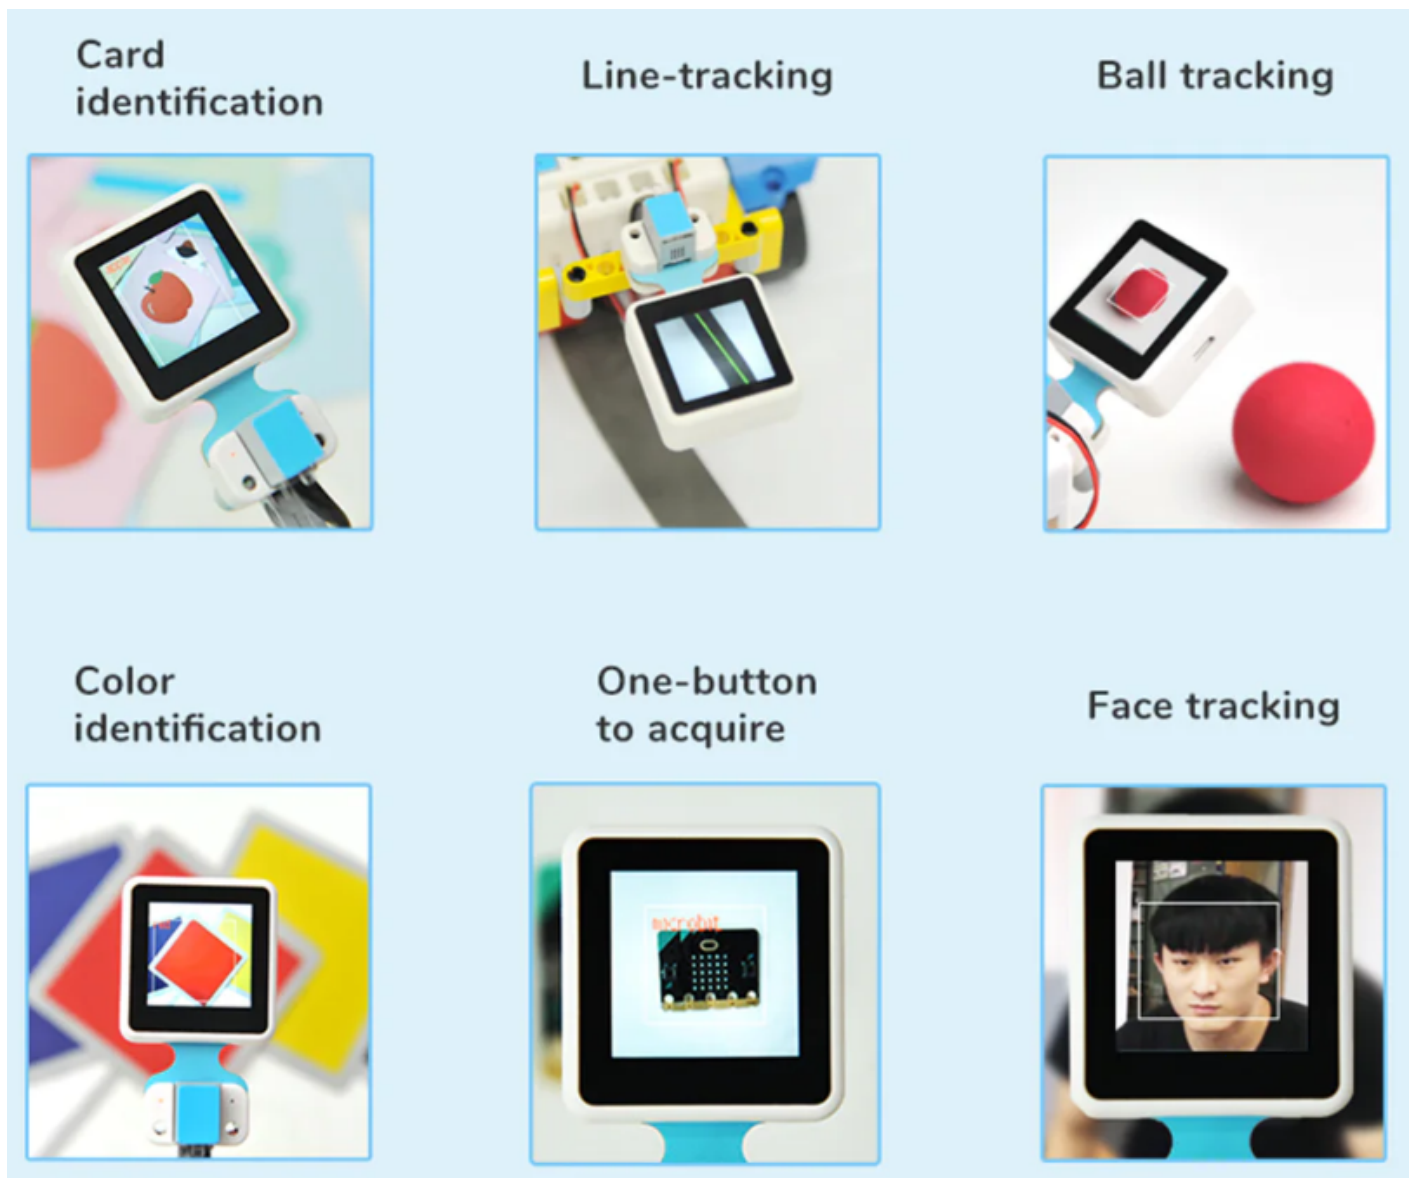 Card
identification
Line-tracking
Ball tracking
Color
identification
One-button
to acquire
Face tracking